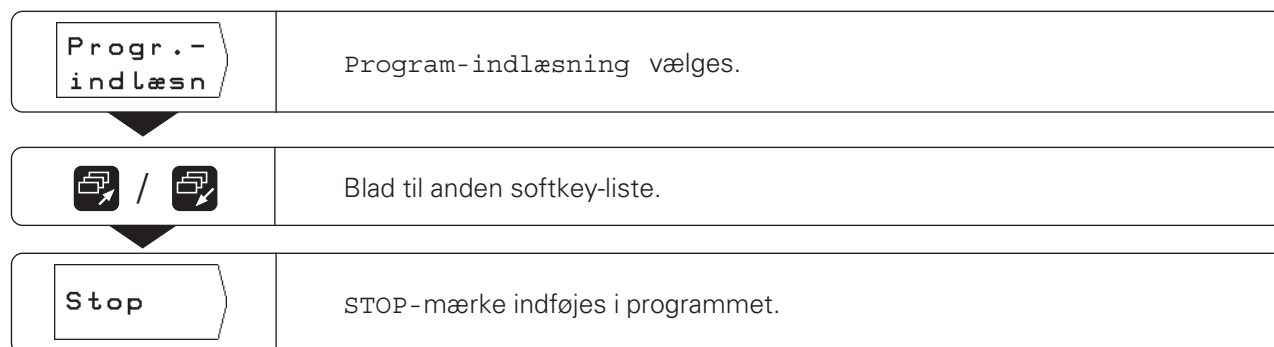 Progr.-
indlæsn
Program-indlæsning vælges.
/
Blad til anden softkey-liste.
Stop
STOP-mærke indføjes i programmet.